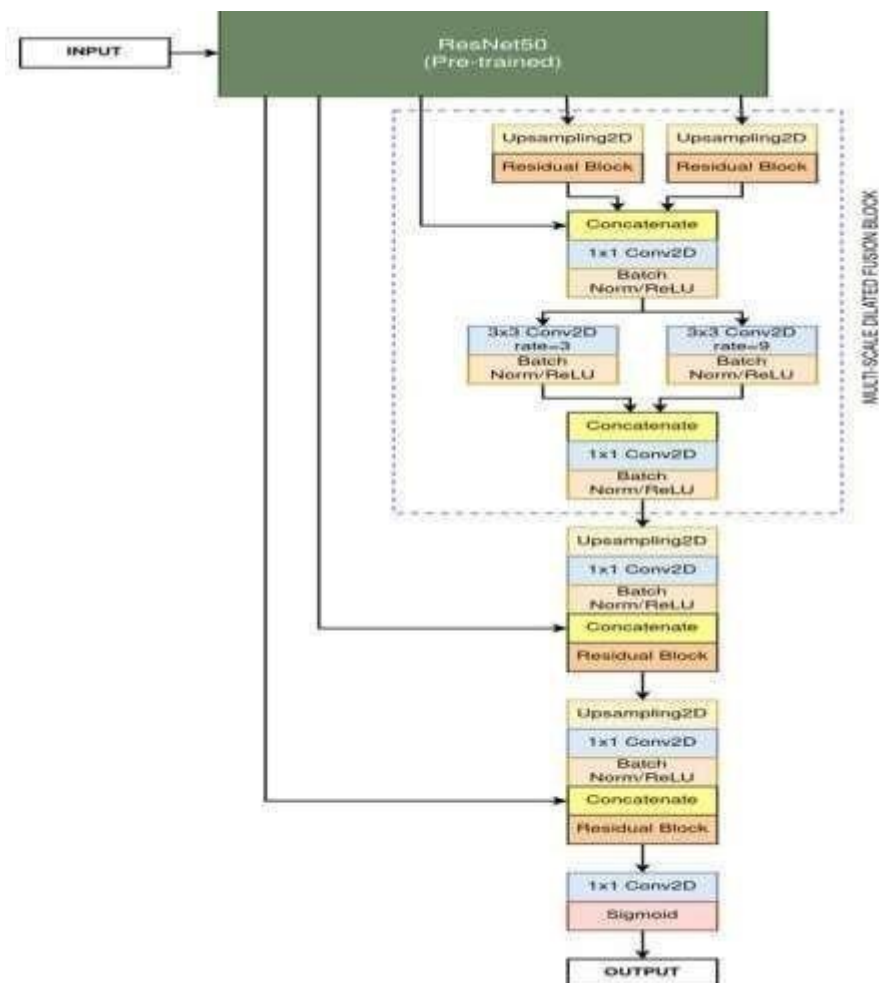 INPUT
ResNet50
(Pre-trained)
Upsampling2D
Residual Block
Upsampling2D
Residual Block
Concatenate
1x1 Conv2D
Batch
Norm/ReLU
3x3 Conv2D
rate=3
Batch
Norm/ReLU
3x3 Conv2D
rate=9
Batch
Norm/ReLU
Concatenate
1x1 Conv2D
Batch
Norm/ReLU
MULTI-SCALE DILATED FUSION BLOCK
Upsampling2D
1x1 Conv2D
Batch
Norm/ReLU
Concatenate
Residual Block
Upsampling2D
1x1 Conv2D
Batch
Norm/ReLU
Concatenate
Residual Block
1x1 Conv2D
Sigmoid
OUTPUT